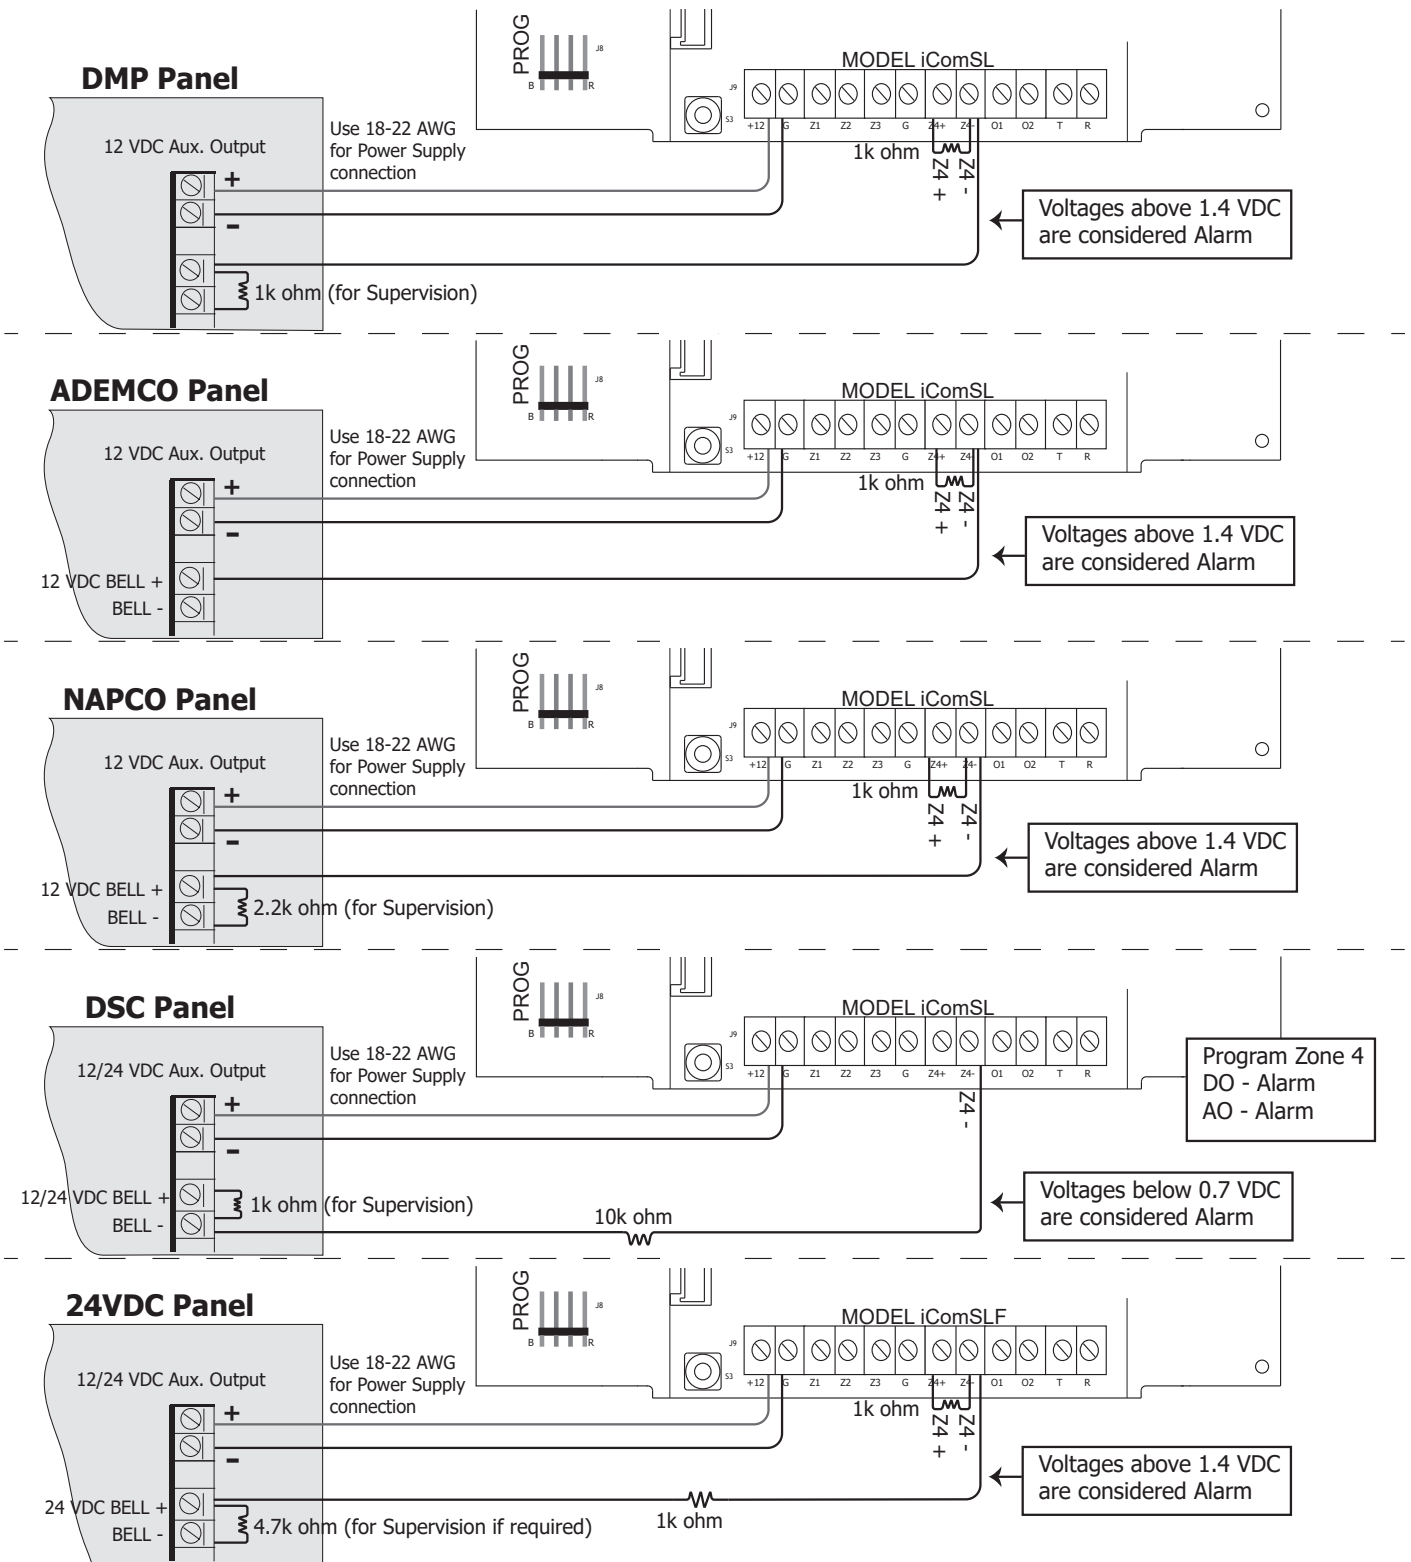 DMP Panel
12 VDC Aux. Output
+
-
1k ohm (for Supervision)
Use 18-22 AWG
for Power Supply
connection
PROG
B
R
J8
J9
S3
MODEL iComSL
+12 G Z1 Z2 Z3 G Z4+ Z4- O1 O2 T R
1k ohm
Z4 +
Z4 -
Voltages above 1.4 VDC
are considered Alarm
ADEMCO Panel
12 VDC Aux. Output
+
-
12 VDC BELL +
BELL -
Use 18-22 AWG
for Power Supply
connection
PROG
B
R
J8
J9
S3
MODEL iComSL
+12 G Z1 Z2 Z3 G Z4+ Z4- O1 O2 T R
1k ohm
Z4 +
Z4 -
Voltages above 1.4 VDC
are considered Alarm
NAPCO Panel
12 VDC Aux. Output
+
-
12 VDC BELL +
BELL -
2.2k ohm (for Supervision)
Use 18-22 AWG
for Power Supply
connection
PROG
B
R
J8
J9
S3
MODEL iComSL
+12 G Z1 Z2 Z3 G Z4+ Z4- O1 O2 T R
1k ohm
Z4 +
Z4 -
Voltages above 1.4 VDC
are considered Alarm
DSC Panel
12/24 VDC Aux. Output
+
-
12/24 VDC BELL +
BELL -
1k ohm (for Supervision)
Use 18-22 AWG
for Power Supply
connection
PROG
B
R
J8
J9
S3
MODEL iComSL
+12 G Z1 Z2 Z3 G Z4+ Z4- O1 O2 T R
Z4 -
10k ohm
Program Zone 4
DO - Alarm
AO - Alarm
Voltages below 0.7 VDC
are considered Alarm
24VDC Panel
12/24 VDC Aux. Output
+
-
24 VDC BELL +
BELL -
4.7k ohm (for Supervision if required)
Use 18-22 AWG
for Power Supply
connection
PROG
B
R
J8
J9
S3
MODEL iComSLF
+12 G Z1 Z2 Z3 G Z4+ Z4- O1 O2 T R
1k ohm
Z4 +
Z4 -
1k ohm
Voltages above 1.4 VDC
are considered Alarm